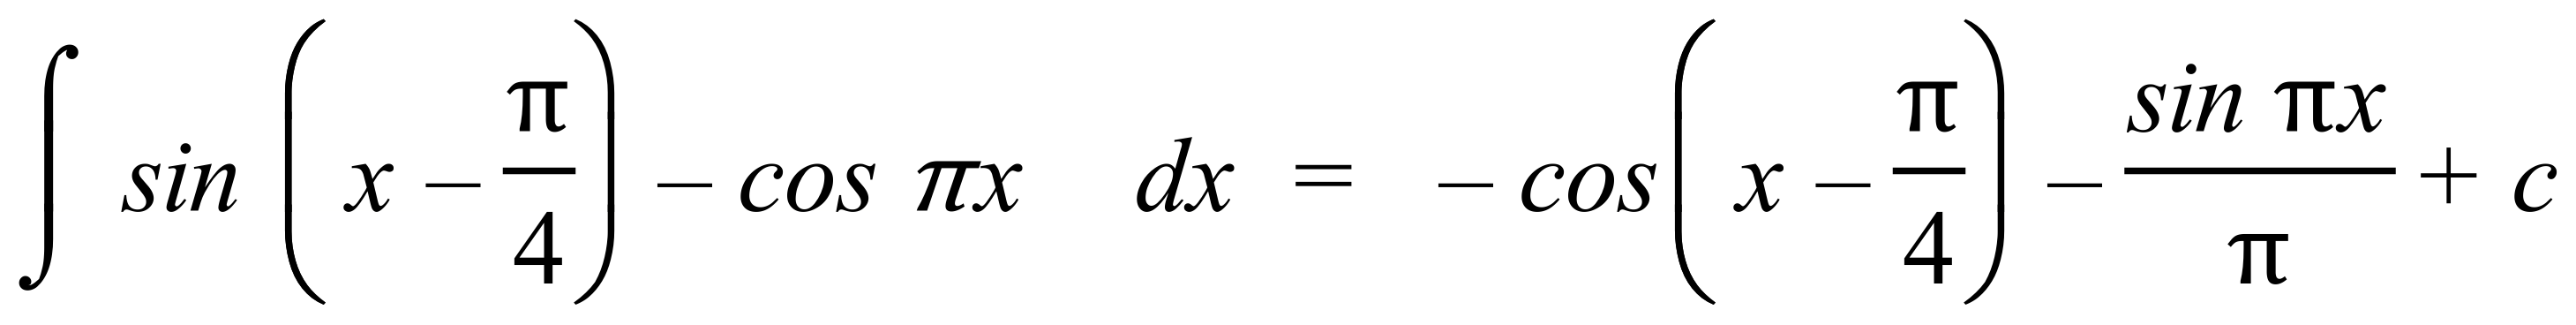 ∫ sin (x − π/4) − cos πx dx = − cos(x − π/4) − sin πx/π + c